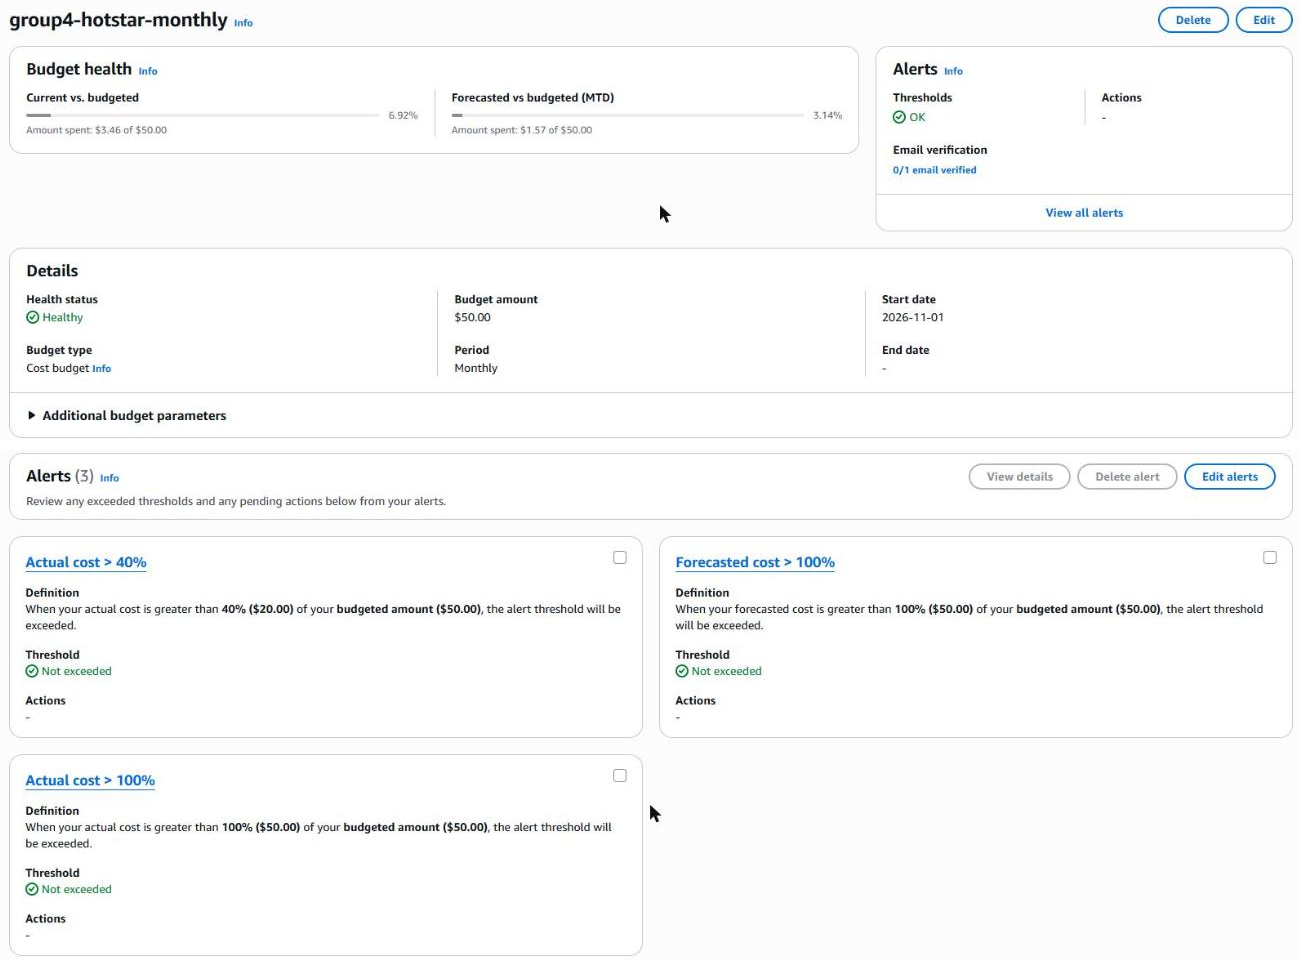 group4-hotstar-monthly Info
Delete
Edit
Budget health Info
Current vs. budgeted
6.92%
Amount spent: $3.46 of $50.00
Forecasted vs budgeted (MTD)
3.14%
Amount spent: $1.57 of $50.00
Alerts Info
Thresholds
OK
Actions
-
Email verification
0/1 email verified
View all alerts
Details
Health status
Healthy
Budget type
Cost budget Info
Budget amount
$50.00
Period
Monthly
Start date
2026-11-01
End date
-
Additional budget parameters
Alerts (3) Info
Review any exceeded thresholds and any pending actions below from your alerts.
View details
Delete alert
Edit alerts
Actual cost > 40%
Definition
When your actual cost is greater than 40% ($20.00) of your budgeted amount ($50.00), the alert threshold will be
exceeded.
Threshold
Not exceeded
Actions
-
Forecasted cost > 100%
Definition
When your forecasted cost is greater than 100% ($50.00) of your budgeted amount ($50.00), the alert threshold
will be exceeded.
Threshold
Not exceeded
Actions
-
Actual cost > 100%
Definition
When your actual cost is greater than 100% ($50.00) of your budgeted amount ($50.00), the alert threshold will
be exceeded.
Threshold
Not exceeded
Actions
-